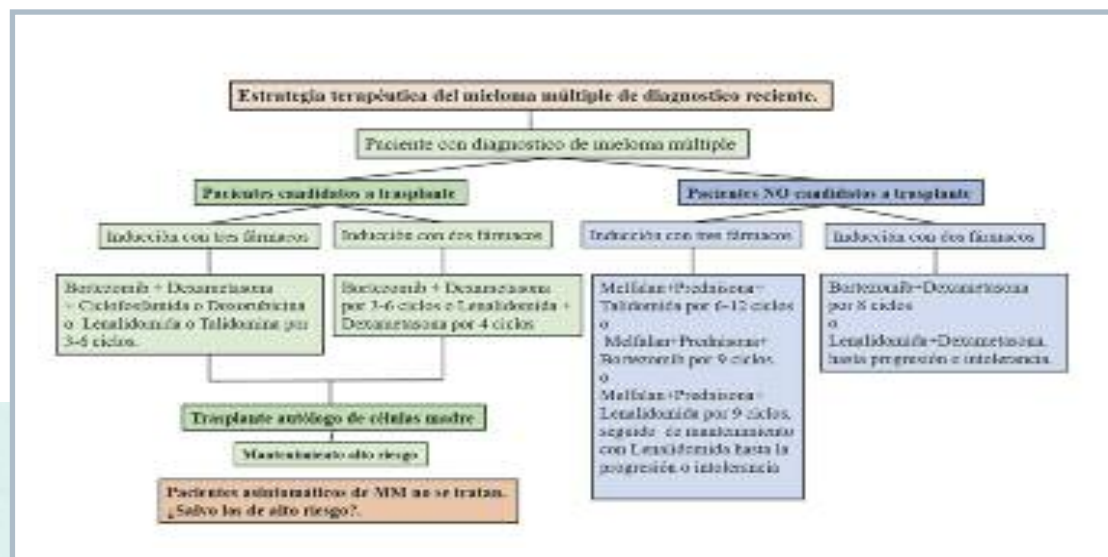 Estrategia terapéutica del mieloma múltiple de diagnostico reciente.
Paciente con diagnostico de mieloma múltiple
Pacientes candidatos a trasplante
Pacientes NO candidatos a trasplante
Inducción con tres fármacos
Inducción con dos fármacos
Inducción con tres fármacos
Inducción con dos fármacos
Bortezomib + Dexametasona
+ Ciclofosfamida o Doxorubicina
o Lenalidomida o Talidomina por
3-6 ciclos.
Bortezomib + Dexametasona
por 3-6 ciclos o Lenalidomida +
Dexametasona por 4 ciclos
Melfalan+Prednisona+
Talidomida por 6-12 ciclos
o
Melfalan+Prednisona+
Bortezomib por 9 ciclos
o
Melfalan+Prednisona+
Lenalidomida por 9 ciclos,
seguido de mantenimiento
con Lenalidomida hasta la
progresión o intolerancia
Bortezomib+Dexametasona
por 8 ciclos
o
Lenalidomida+Dexametasona,
hasta progresión o intolerancia.
Trasplante autólogo de células madre
Mantenimiento alto riesgo
Pacientes asintomáticos de MM no se tratan.
¿Salvo los de alto riesgo?.